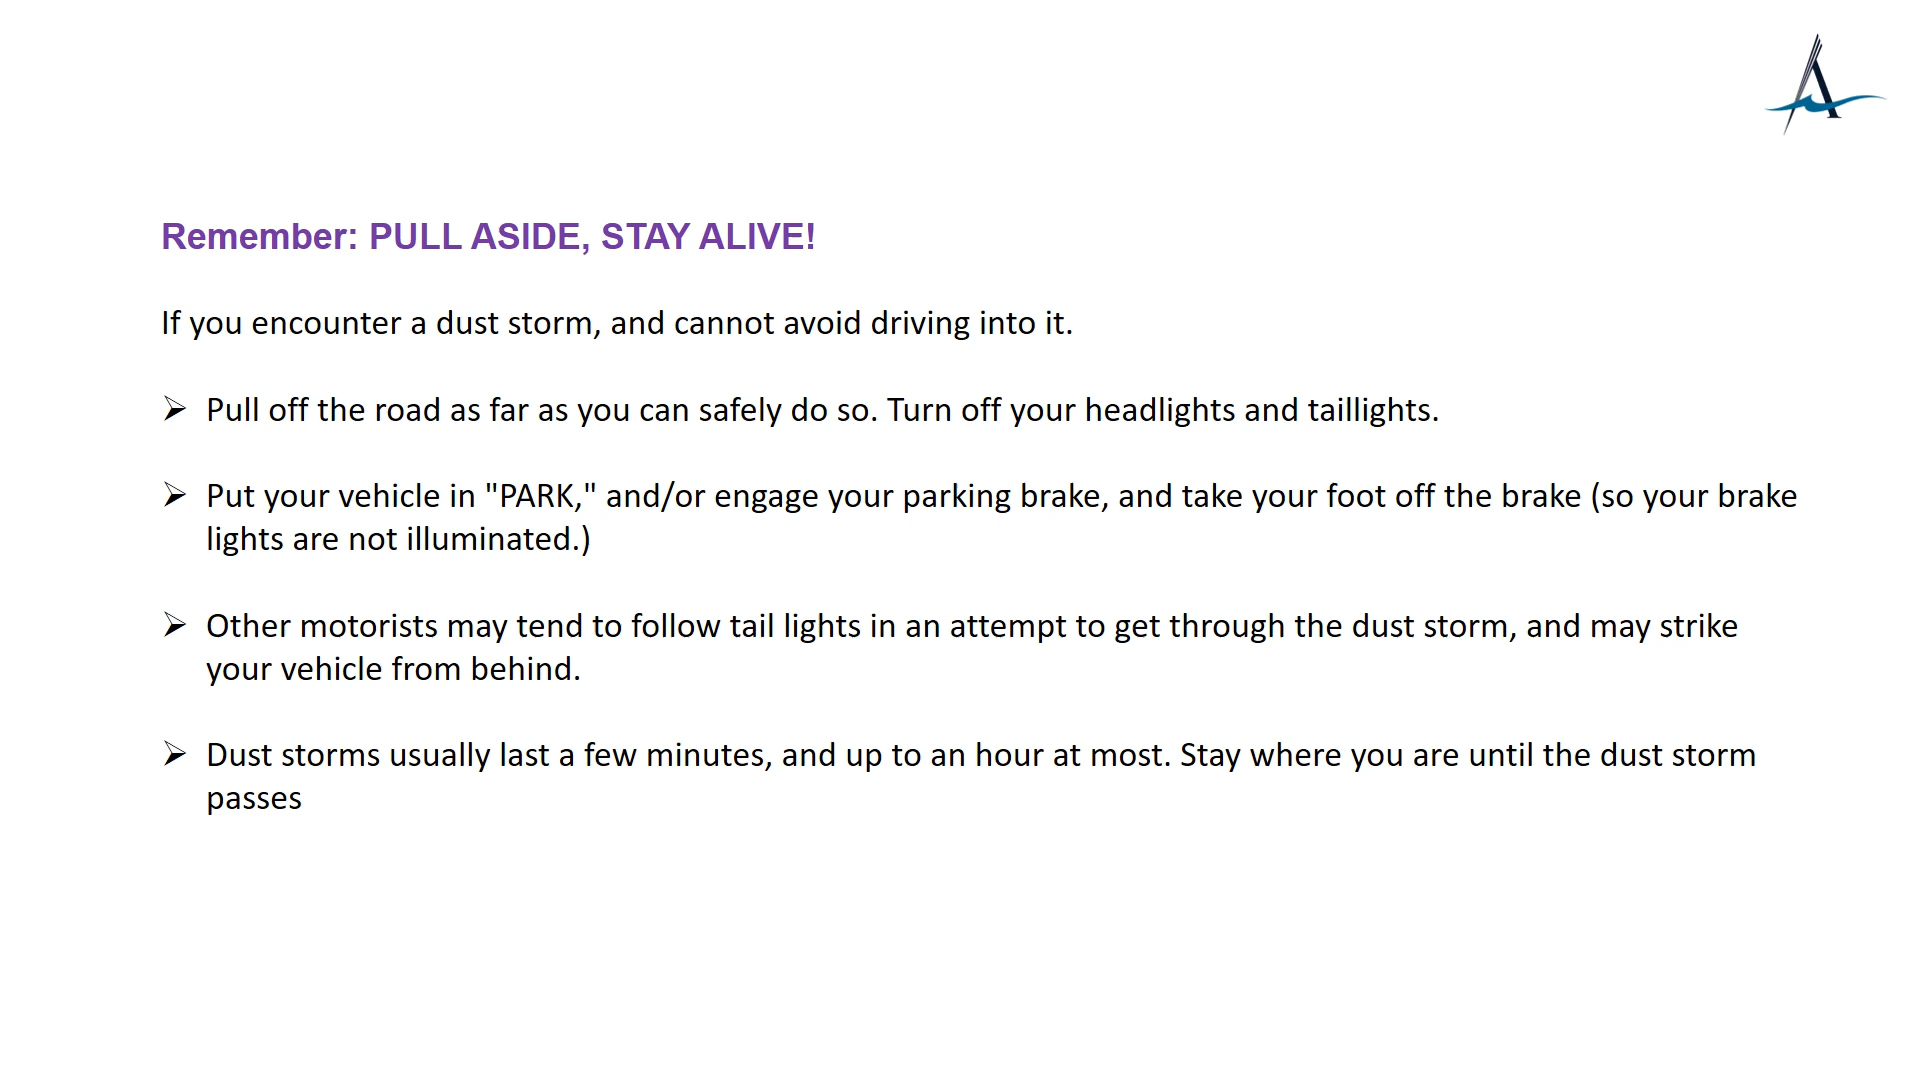 Remember: PULL ASIDE, STAY ALIVE!
If you encounter a dust storm, and cannot avoid driving into it.
➢ Pull off the road as far as you can safely do so. Turn off your headlights and taillights.
➢ Put your vehicle in "PARK," and/or engage your parking brake, and take your foot off the brake (so your brake
lights are not illuminated.)
➢ Other motorists may tend to follow tail lights in an attempt to get through the dust storm, and may strike
your vehicle from behind.
➢ Dust storms usually last a few minutes, and up to an hour at most. Stay where you are until the dust storm
passes